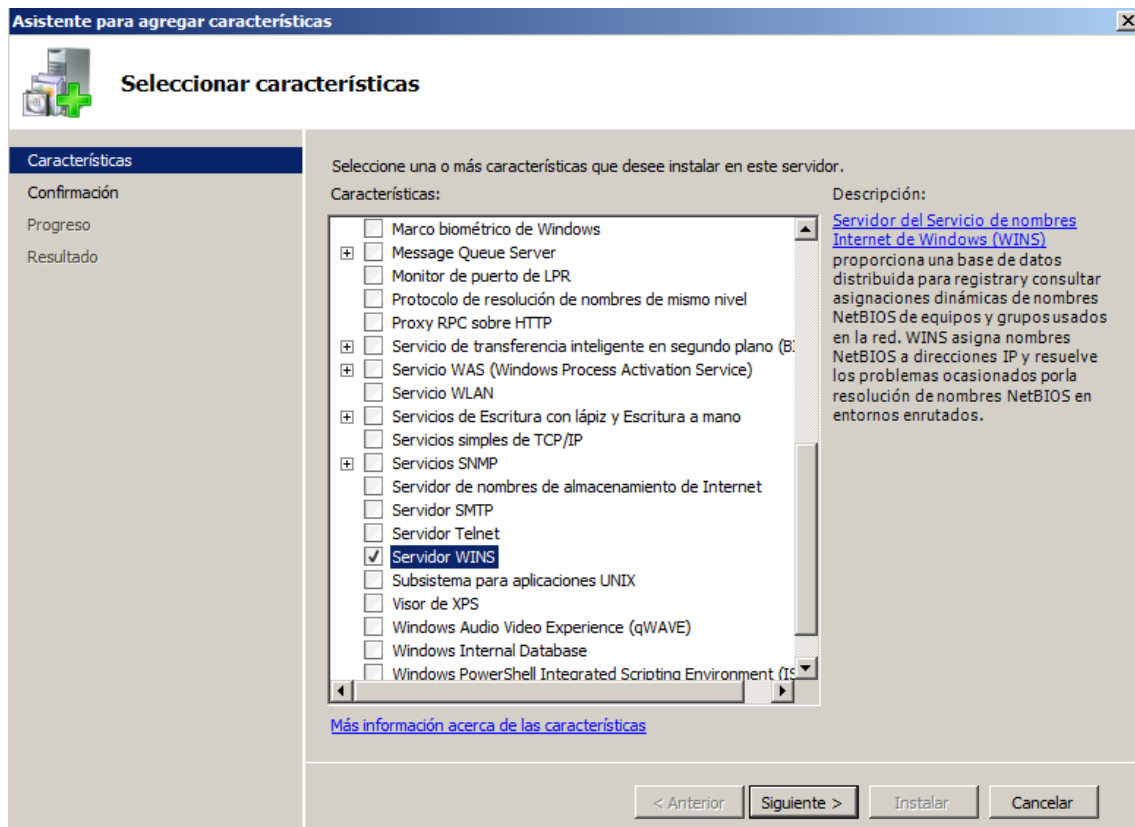 Asistente para agregar características
Seleccionar características
Características
Confirmación
Progreso
Resultado
Seleccione una o más características que desee instalar en este servidor.
Características:
Marco biométrico de Windows
Message Queue Server
Monitor de puerto de LPR
Protocolo de resolución de nombres de mismo nivel
Proxy RPC sobre HTTP
Servicio de transferencia inteligente en segundo plano (BI
Servicio WAS (Windows Process Activation Service)
Servicio WLAN
Servicios de Escritura con lápiz y Escritura a mano
Servicios simples de TCP/IP
Servicios SNMP
Servidor de nombres de almacenamiento de Internet
Servidor SMTP
Servidor Telnet
Servidor WINS
Subsistema para aplicaciones UNIX
Visor de XPS
Windows Audio Video Experience (qWAVE)
Windows Internal Database
Windows PowerShell Integrated Scripting Environment (IS
Más información acerca de las características
Descripción:
Servidor del Servicio de nombres
Internet de Windows (WINS)
proporciona una base de datos
distribuida para registrary consultar
asignaciones dinámicas de nombres
NetBIOS de equipos y grupos usados
en la red. WINS asigna nombres
NetBIOS a direcciones IP y resuelve
los problemas ocasionados porla
resolución de nombres NetBIOS en
entornos enrutados.
< Anterior
Siguiente >
Instalar
Cancelar